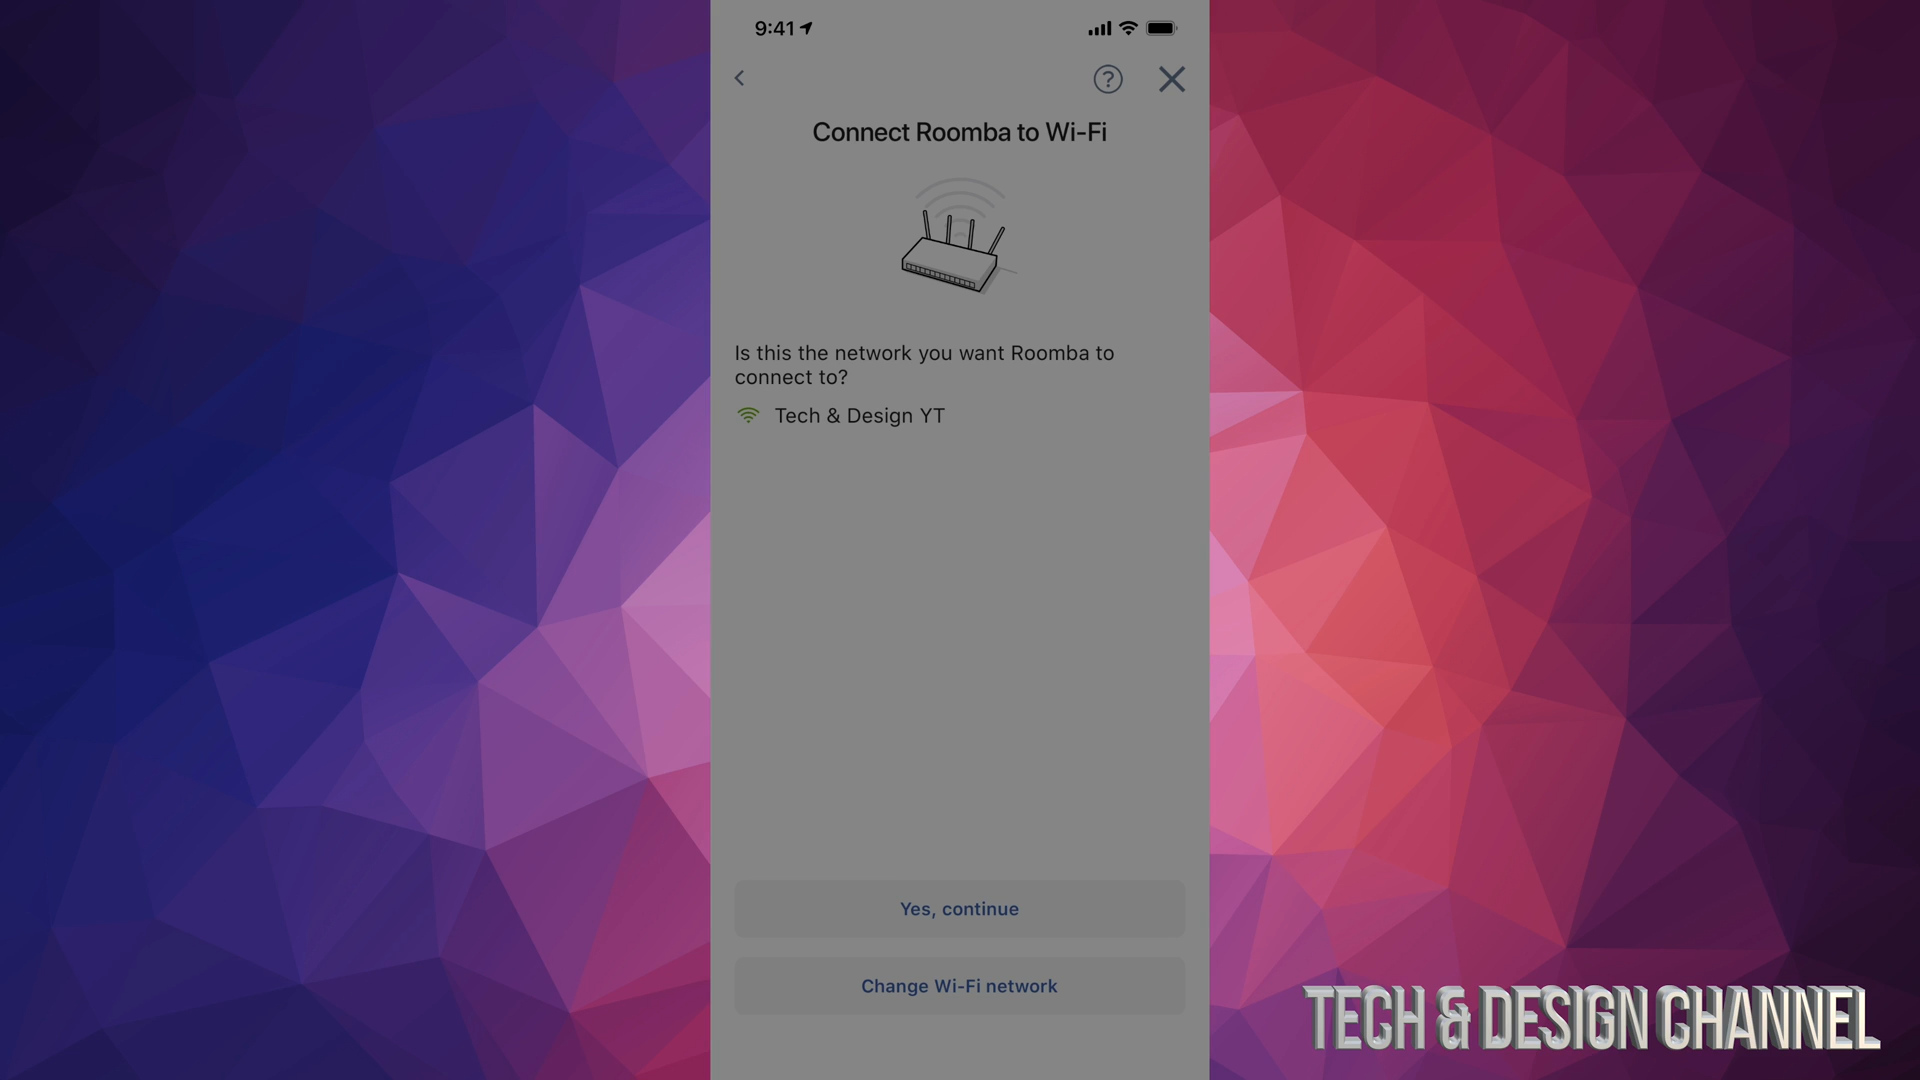 9:41
?
Connect Roomba to Wi-Fi
Is this the network you want Roomba to
connect to?
Tech & Design YT
Yes, continue
Change Wi-Fi network
TECH & DESIGN CHANNEL